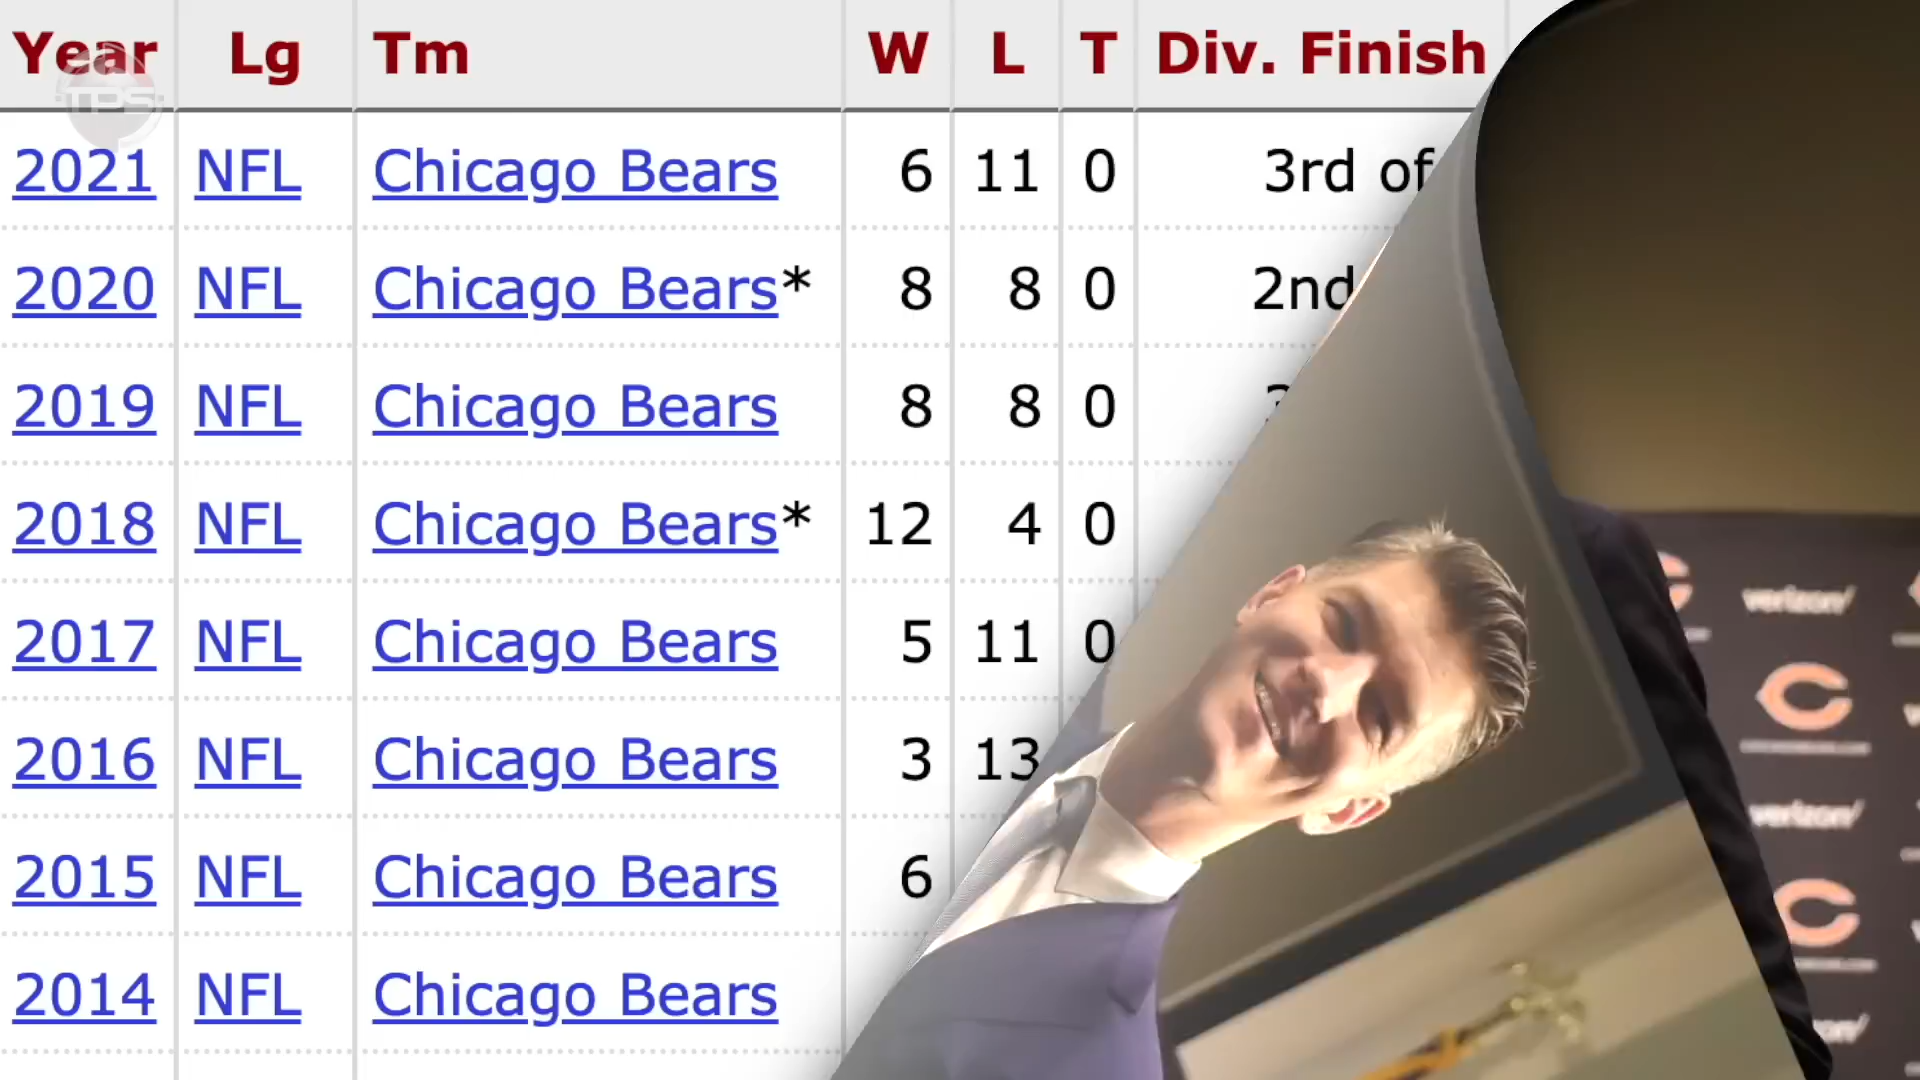 Year Lg Tm W L T Div. Finish
TPS
2021 NFL Chicago Bears 6 11 0 3rd of
2020 NFL Chicago Bears* 8 8 0 2nd
2019 NFL Chicago Bears 8 8 0
2018 NFL Chicago Bears* 12 4 0
2017 NFL Chicago Bears 5 11 0
2016 NFL Chicago Bears 3 13
2015 NFL Chicago Bears 6
2014 NFL Chicago Bears
verizon
verizon